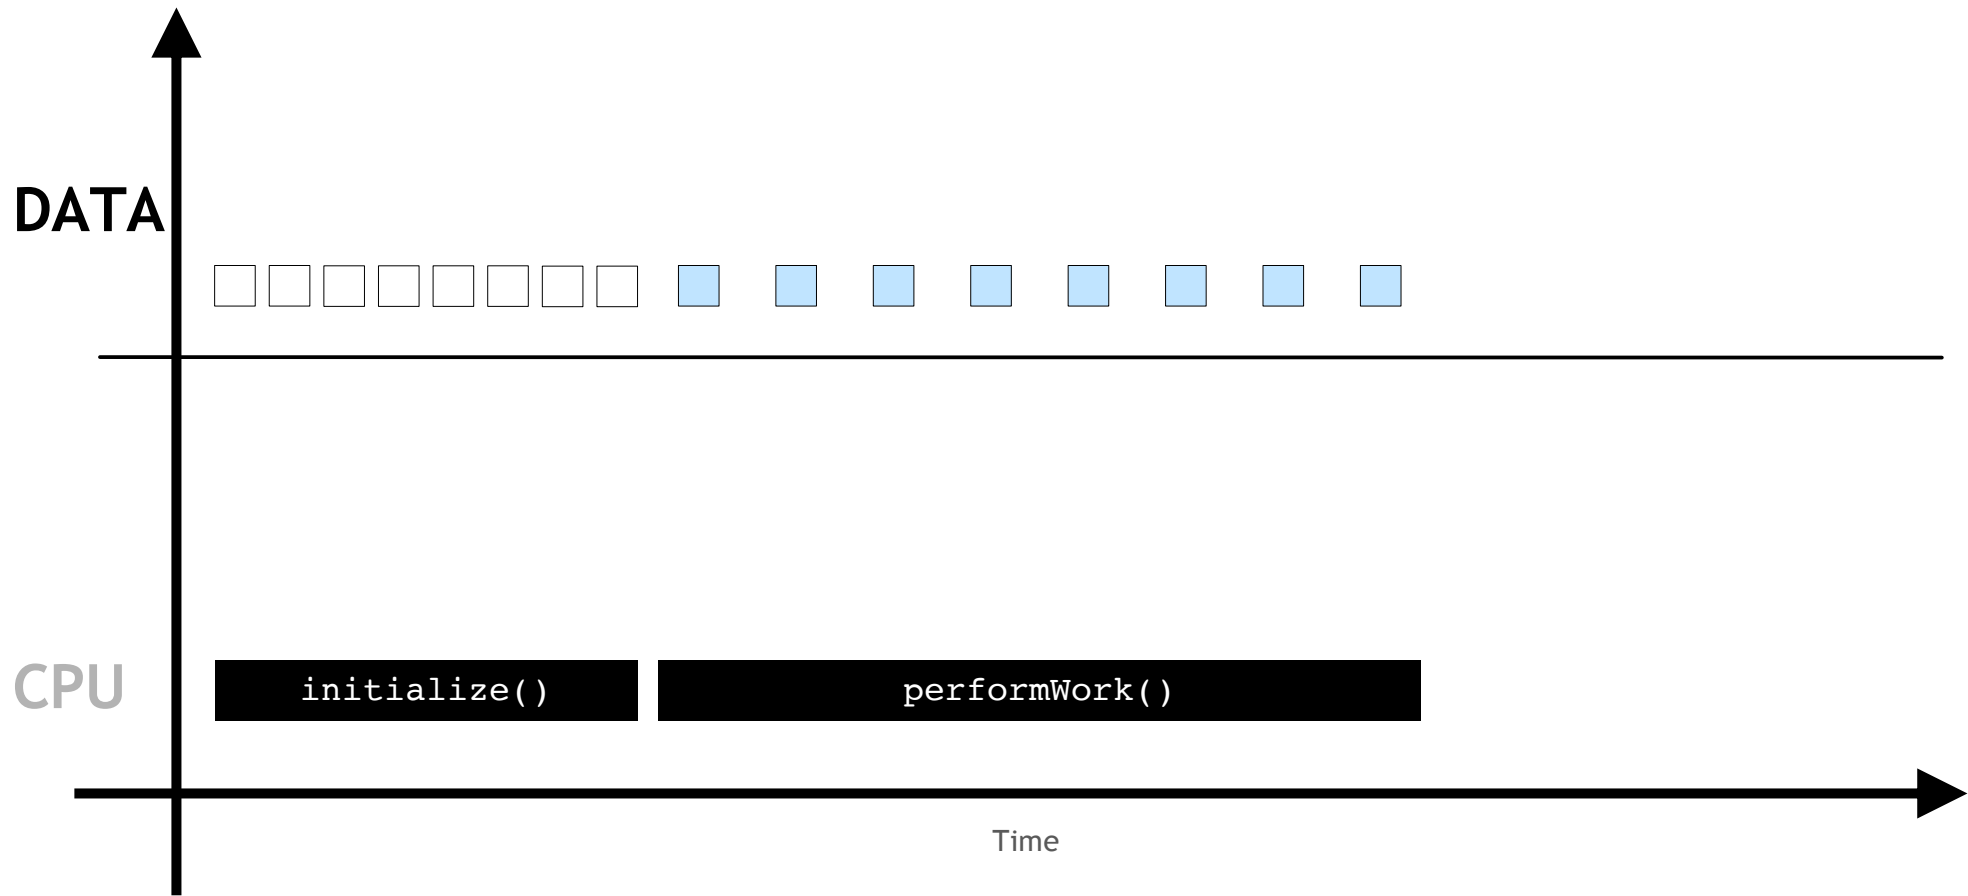 DATA
CPU
initialize()
performWork()
Time